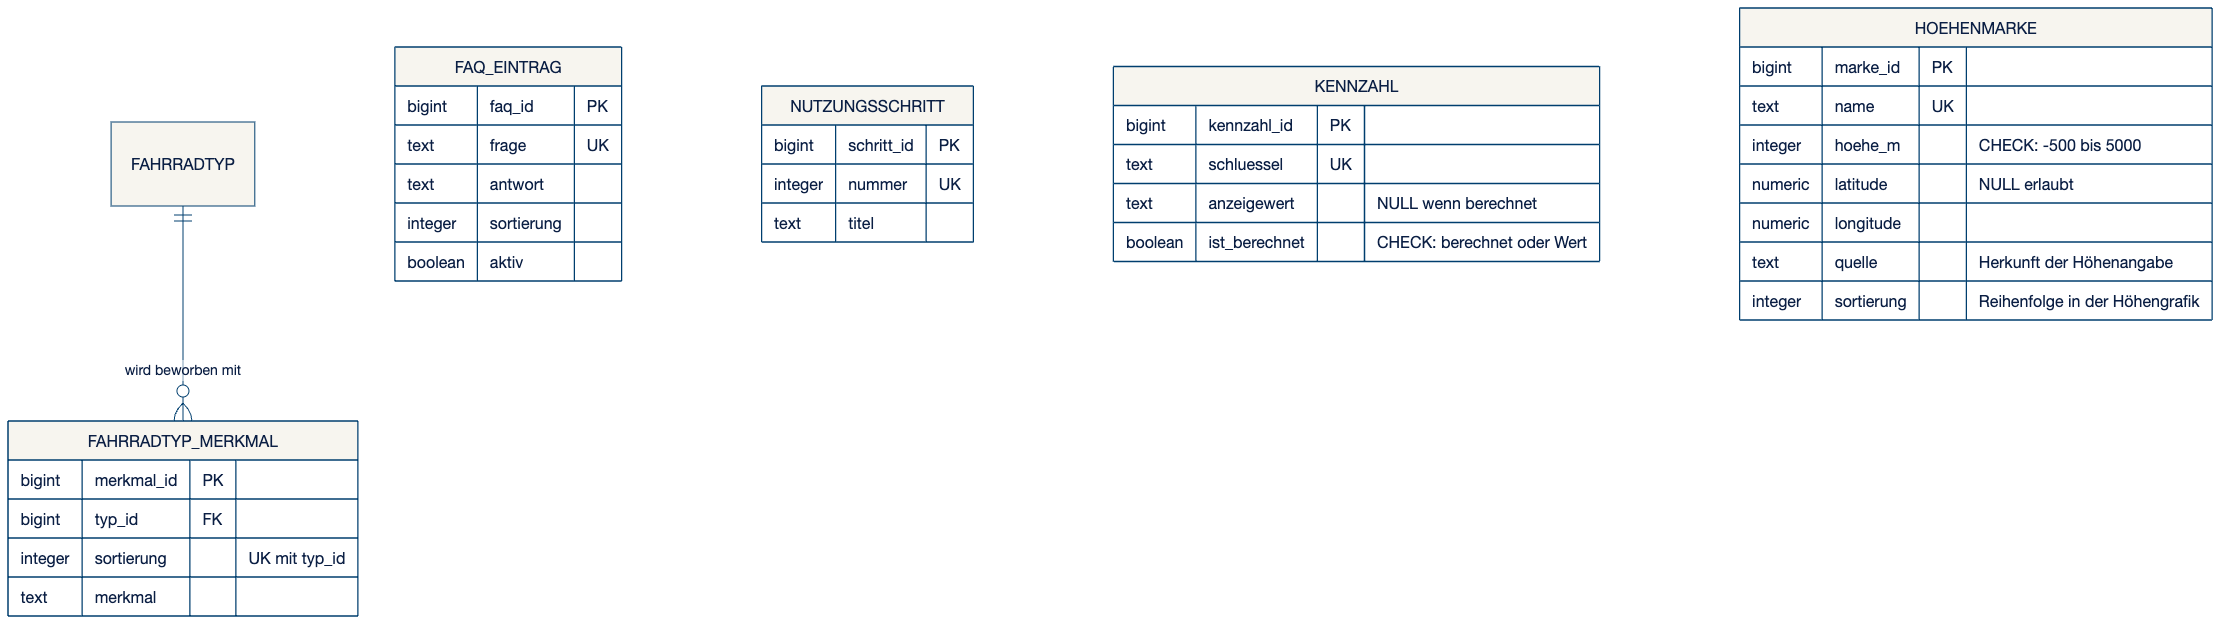 FAHRRADTYP
wird beworben mit
FAHRRADTYP_MERKMAL
bigint merkmal_id PK
bigint typ_id FK
integer sortierung UK mit typ_id
text merkmal
FAQ_EINTRAG
bigint faq_id PK
text frage UK
text antwort
integer sortierung
boolean aktiv
NUTZUNGSSCHRITT
bigint schritt_id PK
integer nummer UK
text titel
KENNZAHL
bigint kennzahl_id PK
text schluessel UK
text anzeigewert NULL wenn berechnet
boolean ist_berechnet CHECK: berechnet oder Wert
HOEHENMARKE
bigint marke_id PK
text name UK
integer hoehe_m CHECK: -500 bis 5000
numeric latitude NULL erlaubt
numeric longitude
text quelle Herkunft der Höhenangabe
integer sortierung Reihenfolge in der Höhengrafik